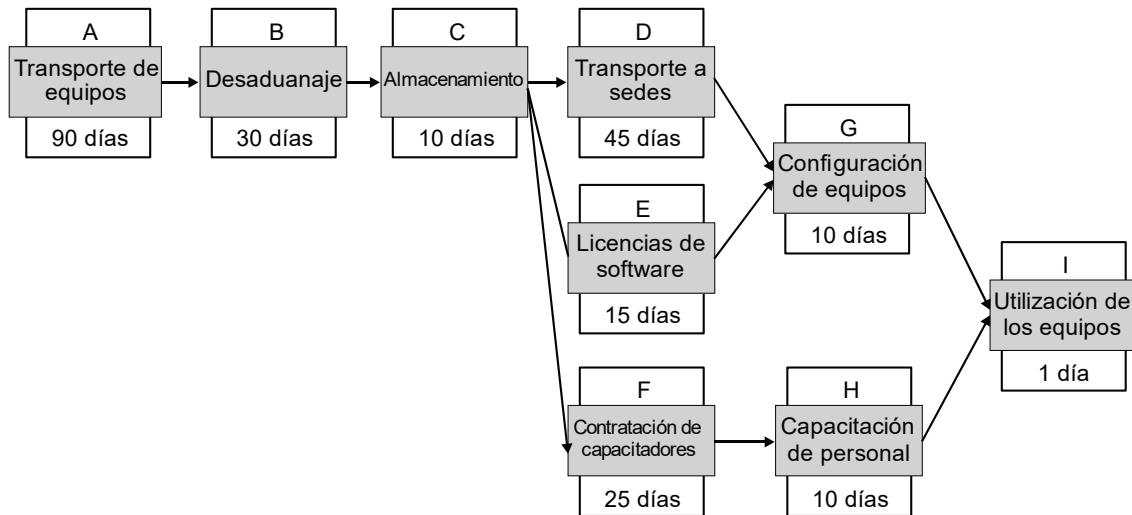 A
Transporte de
equipos
90 días
B
Desaduanaje
30 días
C
Almacenamiento
10 días
D
Transporte a
sedes
45 días
E
Licencias de
software
15 días
F
Contratación de
capacitadores
25 días
G
Configuración
de equipos
10 días
H
Capacitación
de personal
10 días
I
Utilización de
los equipos
1 día